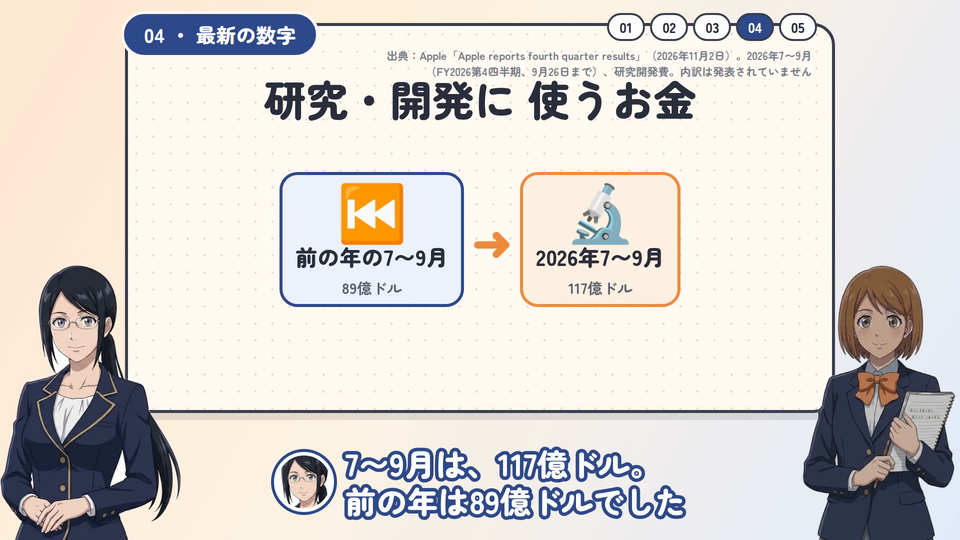 04 ・ 最新の数字
01 02 03 04 05
出典：Apple「Apple reports fourth quarter results」（2026年11月2日）。2026年7〜9月
（FY2026第4四半期、9月26日まで）、研究開発費。内訳は発表されていません
研究・開発に 使うお金
前の年の7〜9月
89億ドル
2026年7〜9月
117億ドル
7〜9月は、117億ドル。
前の年は89億ドルでした